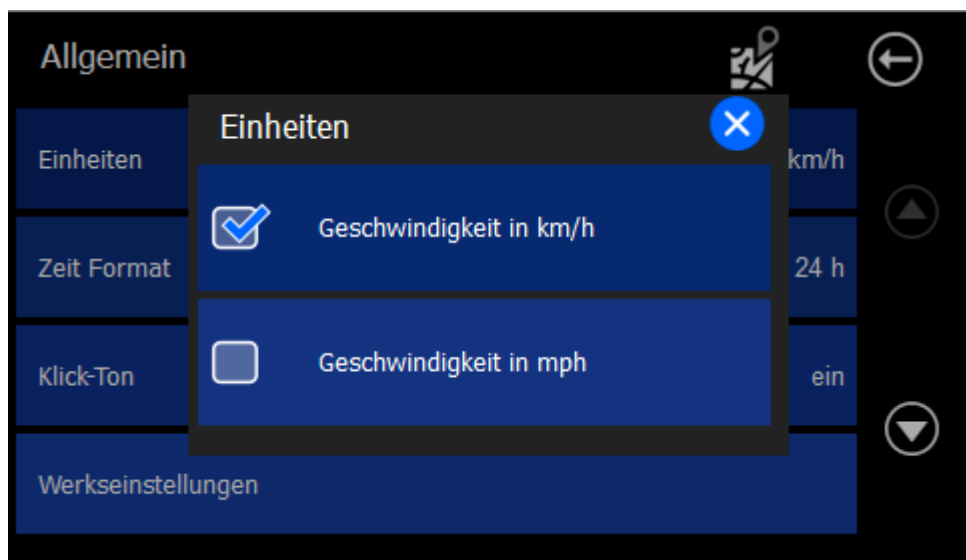 Allgemein
Einheiten
Einheiten
km/h
Geschwindigkeit in km/h
Zeit Format
24 h
Geschwindigkeit in mph
Klick-Ton
ein
Werkseinstellungen